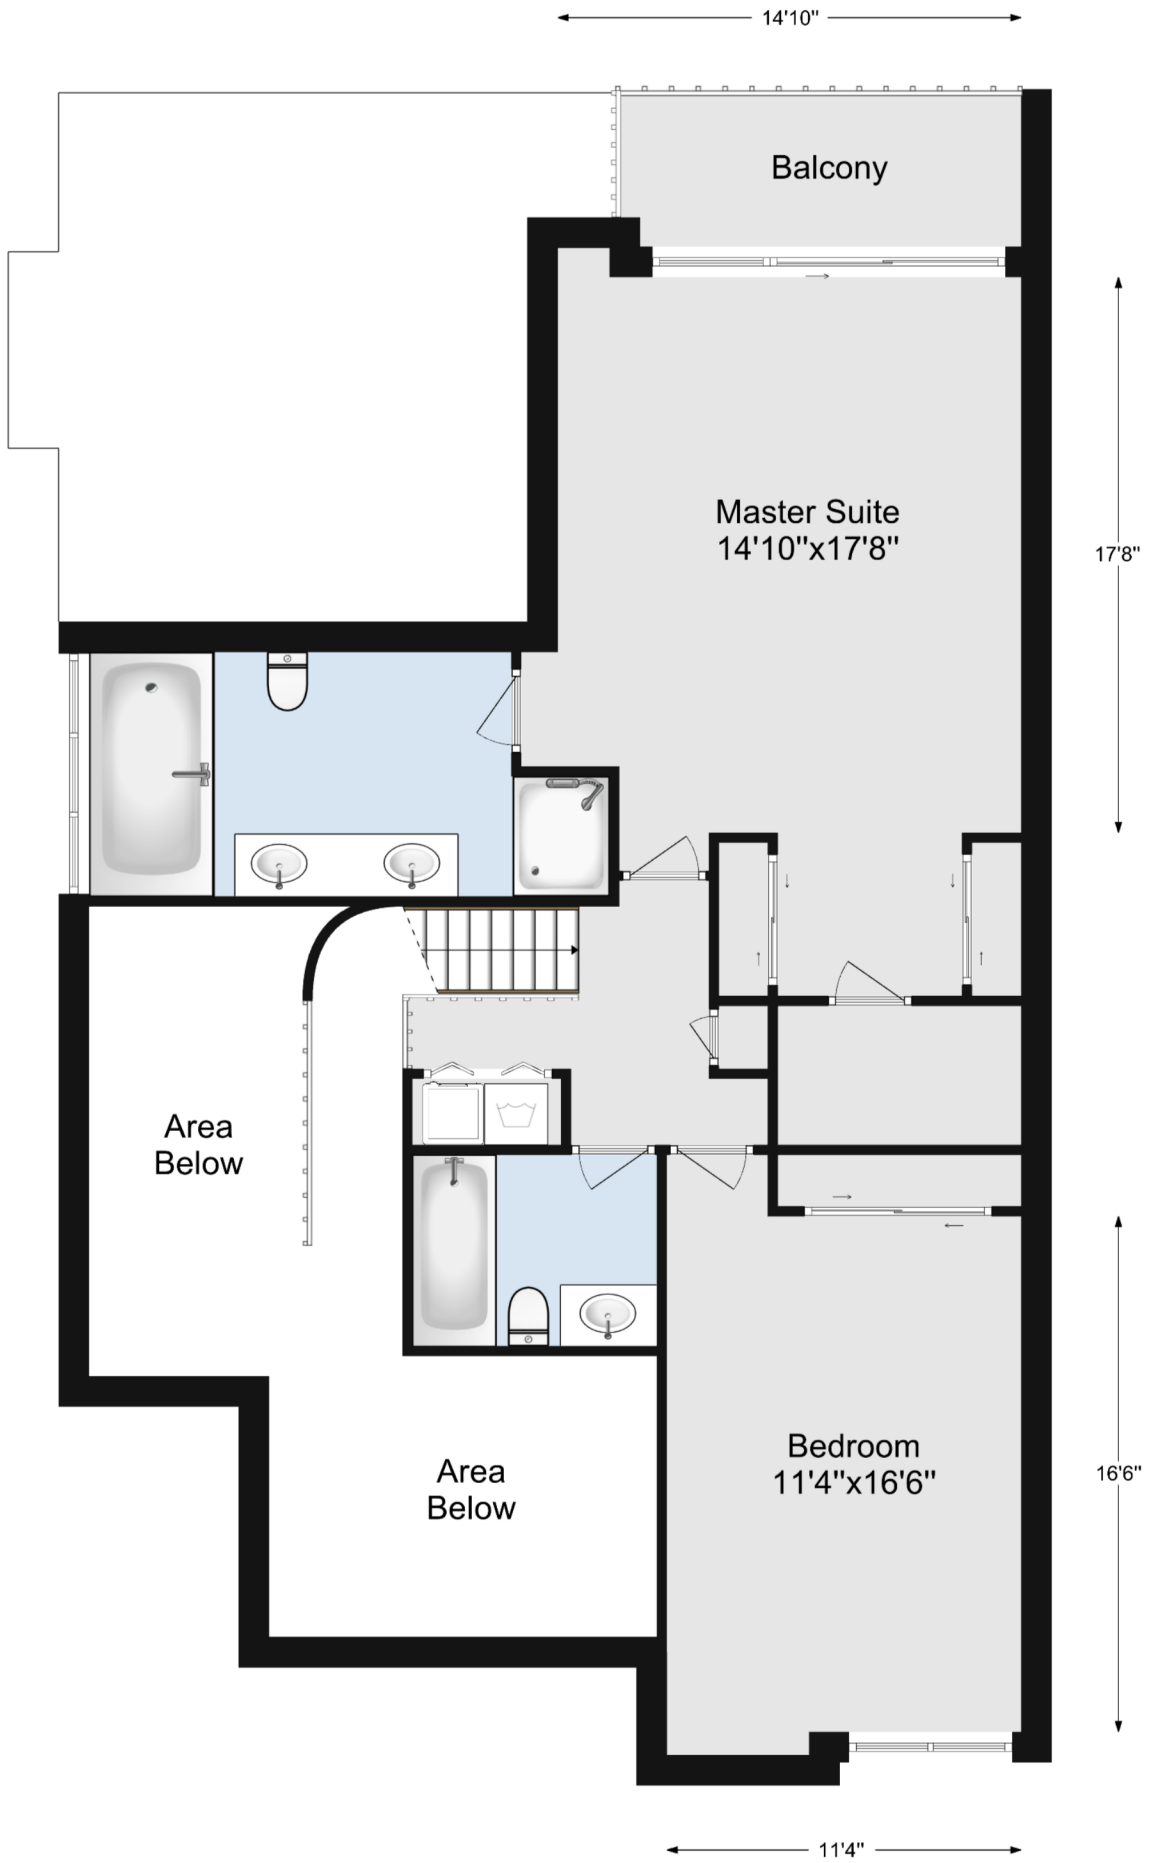 14'10"
Balcony
Master Suite
14'10"x17'8"
17'8"
Area
Below
Bedroom
11'4"x16'6"
16'6"
Area
Below
11'4"